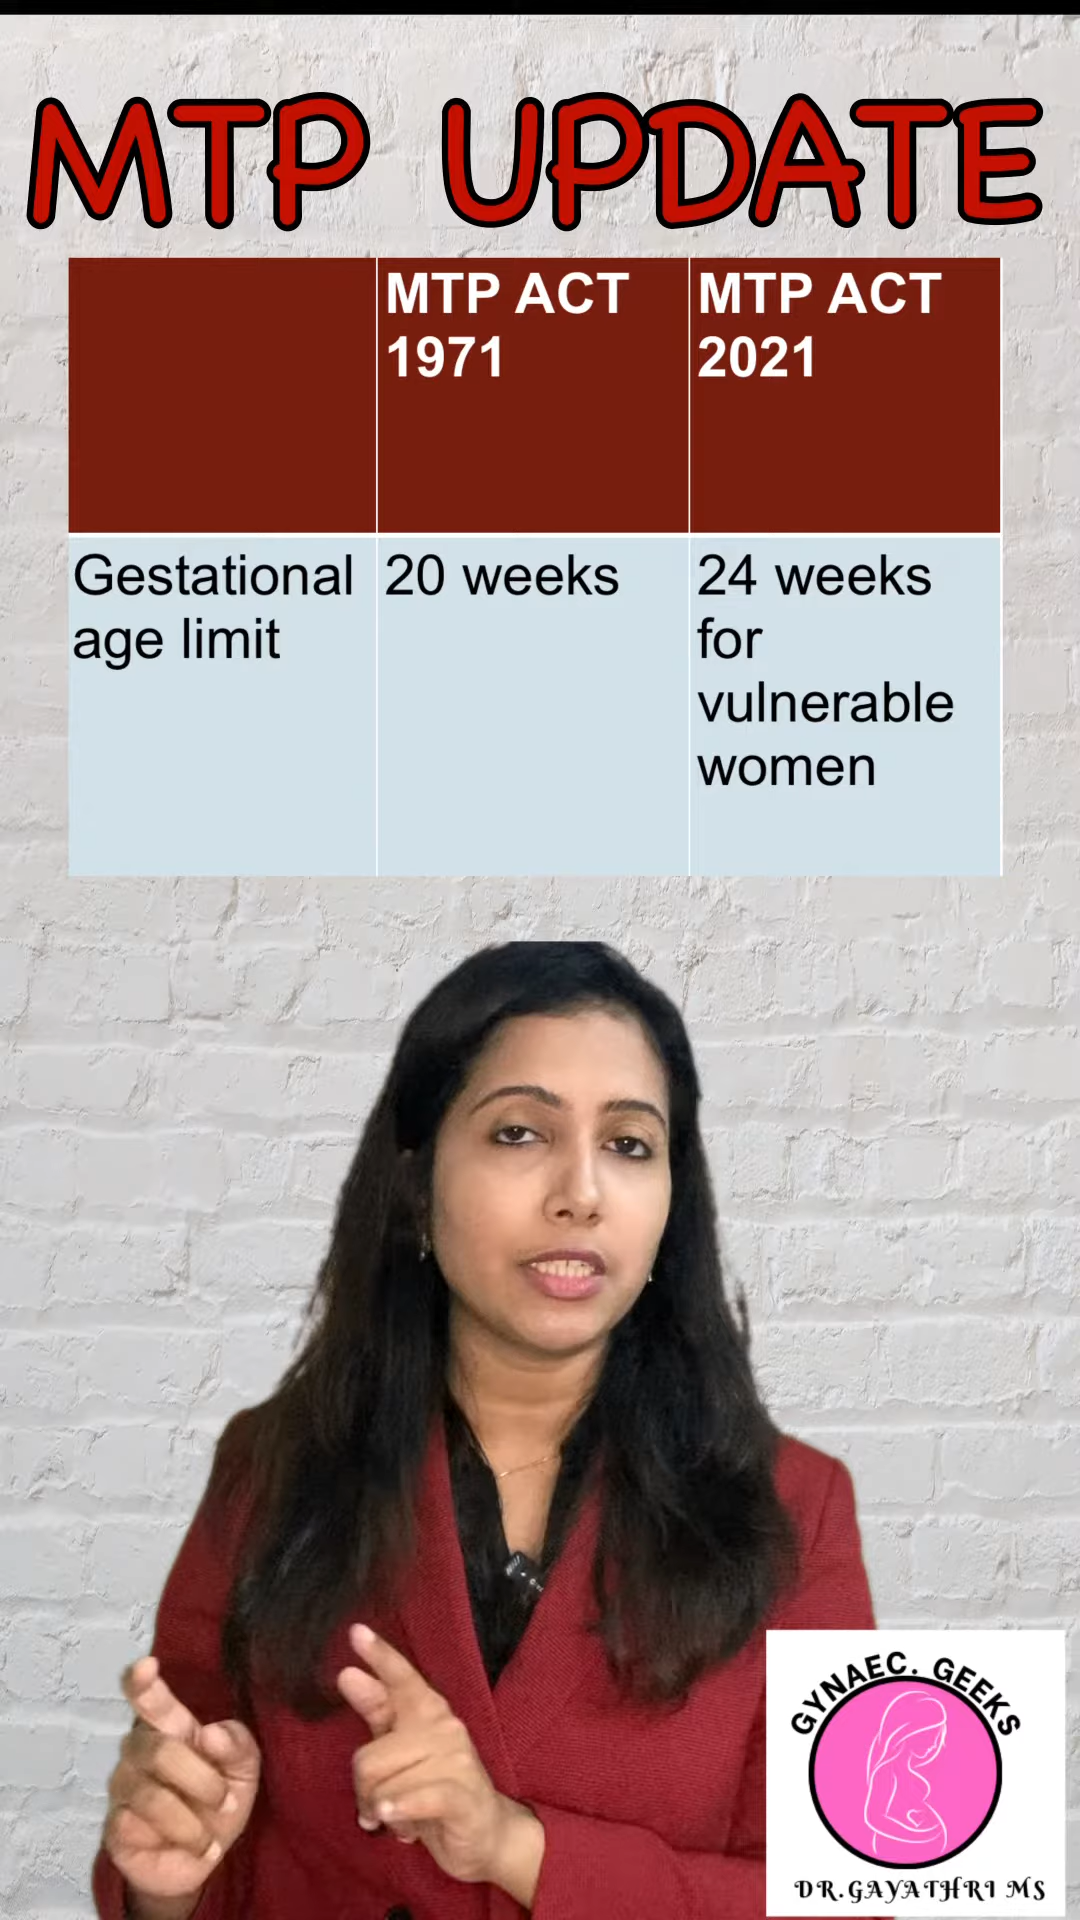 MTP UPDATE
MTP ACT
1971
MTP ACT
2021
Gestational
age limit
20 weeks
24 weeks
for
vulnerable
women
GYNAEC. GEEKS
DR.GAYATHRI MS